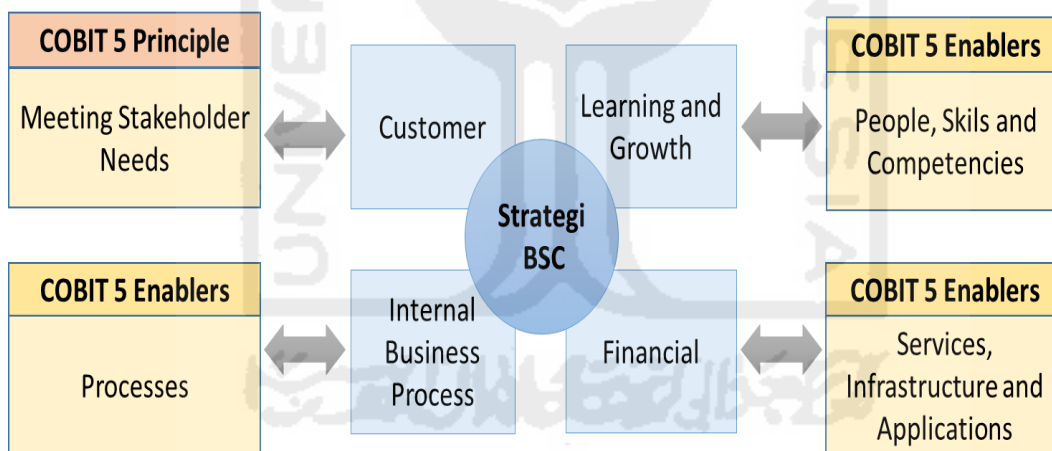 COBIT 5 Principle
Meeting Stakeholder
Needs
Customer
Learning and
Growth
COBIT 5 Enablers
People, Skils and
Competencies
Strategi
BSC
COBIT 5 Enablers
Processes
Internal
Business
Process
Financial
COBIT 5 Enablers
Services,
Infrastructure and
Applications